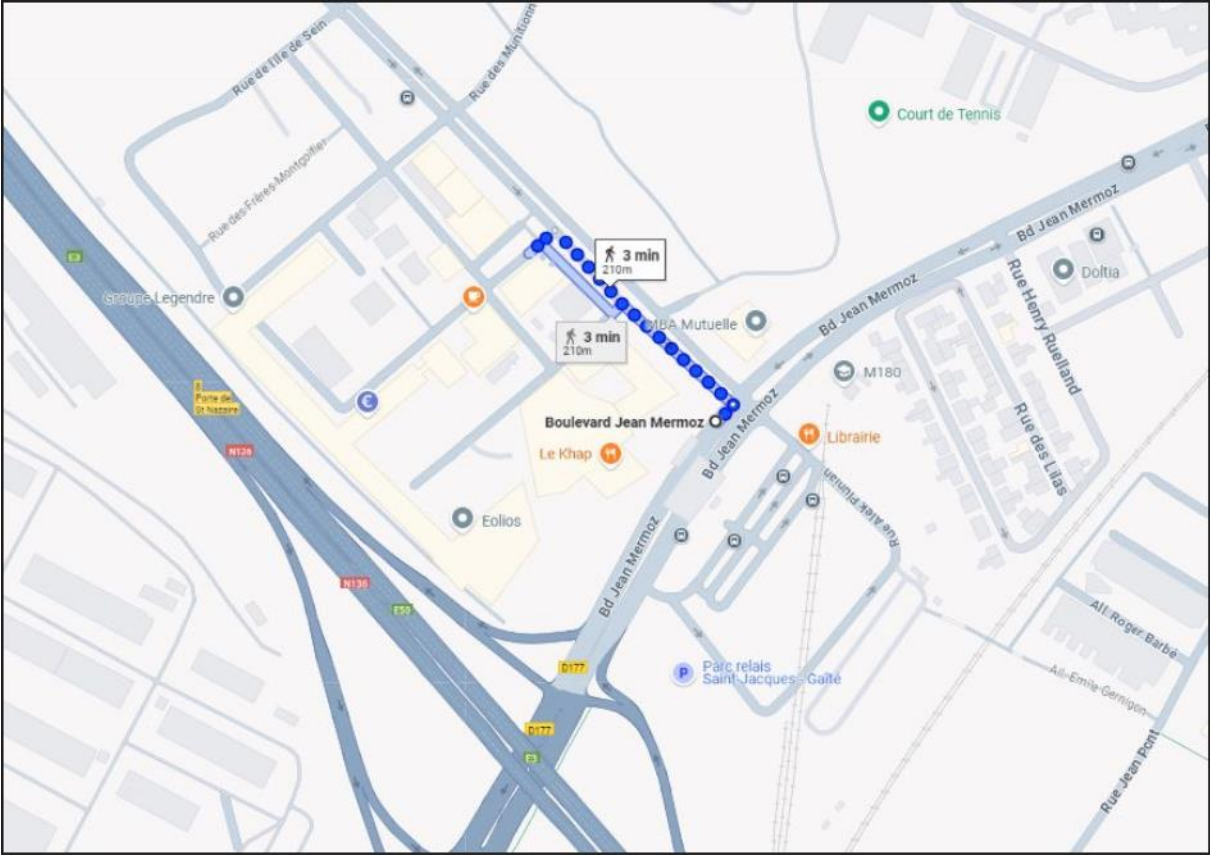 Rue de l'Ile de Sein
Rue des Munitionn
Court de Tennis
Rue des Frères Montgolfier
Bd Jean Mermoz
3 min
210m
Groupe Legendre
Doltia
Rue Henry Ruelland
Bd Jean Mermoz
MBA Mutuelle
3 min
210m
M180
€
Porte de
St Nazaire
Boulevard Jean Mermoz
Bd Jean Mermoz
Librairie
Rue des Lilas
N136
Le Khap
Rue Alek Plunian
Eolios
Bd Jean Mermoz
N136
E50
All. Roger Barbé
D177
P
Parc relais
Saint-Jacques - Gaîté
All. Emile Gernigon
D177
Rue Jean Pont